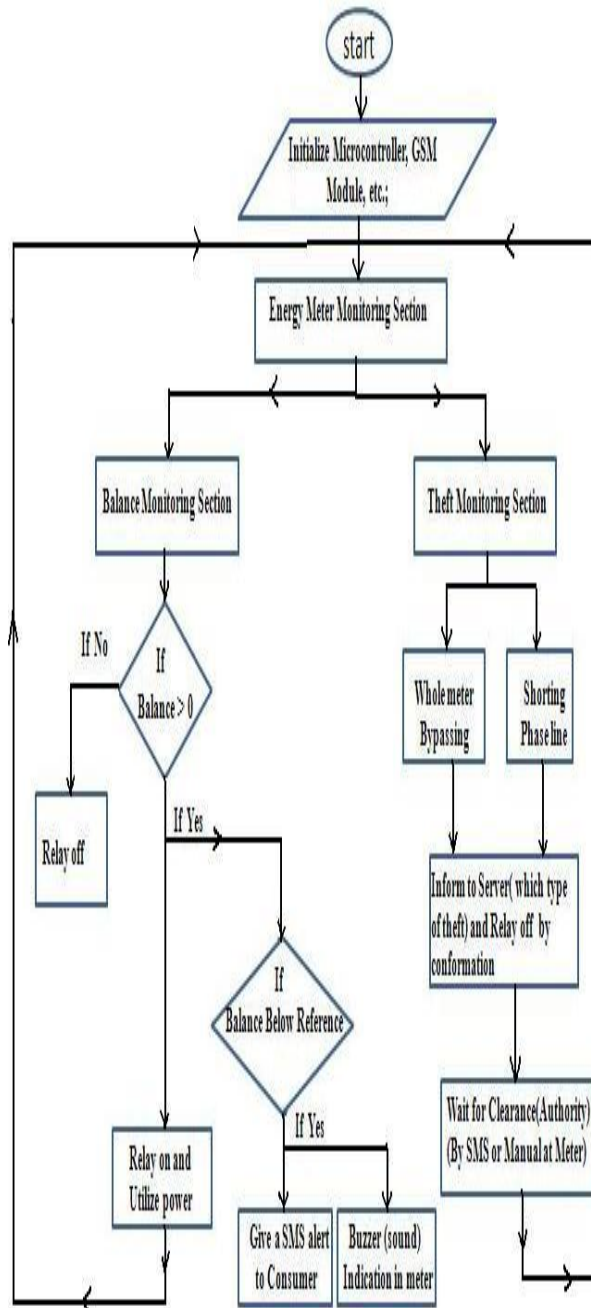 start
Initialize Microcontroller, GSM
Module, etc.;
Energy Meter Monitoring Section
Balance Monitoring Section
Theft Monitoring Section
If No
If
Balance > 0
Whole meter
Bypassing
Shorting
Phase line
Relay off
If Yes
Inform to Server( which type
of theft) and Relay off by
conformation
If
Balance Below Reference
If Yes
Wait for Clearance(Authority)
(By SMS or Manual at Meter)
Relay on and
Utilize power
Give a SMS alert
to Consumer
Buzzer (sound)
Indication in meter